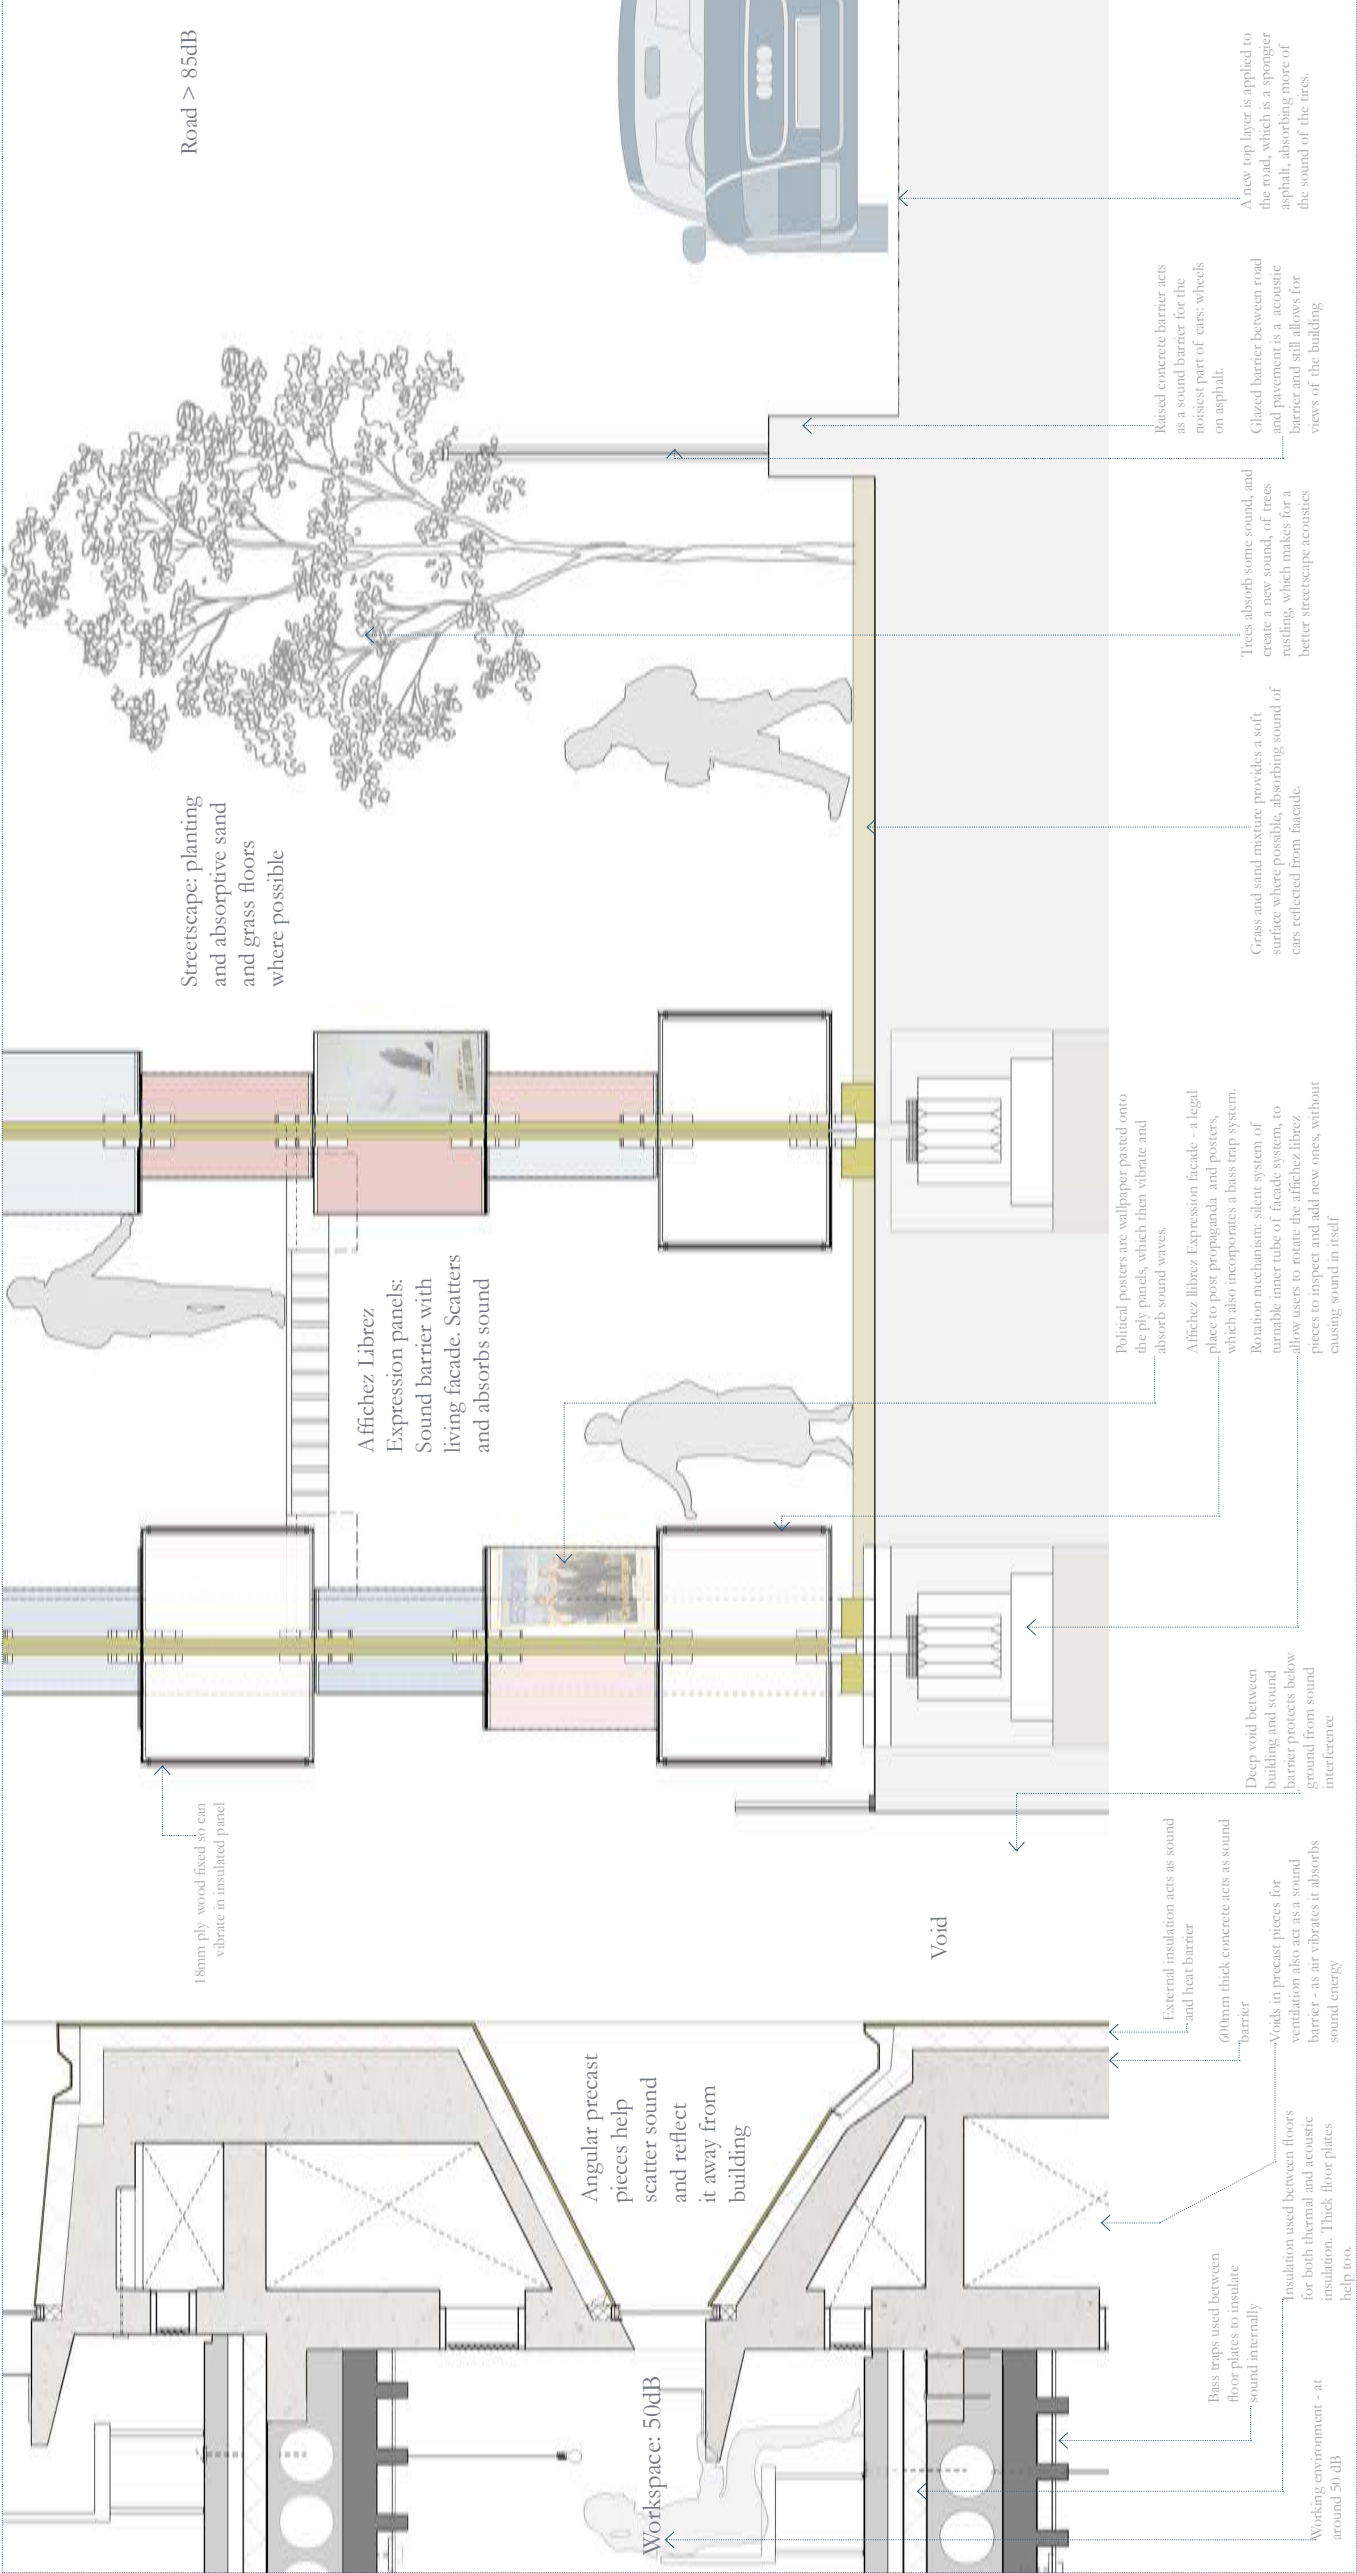 Road > 85dB
Streetscape: planting
and absorptive sand
and grass floors
where possible
18mm ply wood fixed so can
vibrate in insulated panel
Affichez Librez
Expression panels:
Sound barrier with
living facade. Scatters
and absorbs sound
Angular precast
pieces help
scatter sound
and reflect
it away from
building
Workspace: 50dB
Void
Working environment - at
around 50 dB
Bass traps used between
floor plates to insulate
sound internally
Insulation used between floors
for both thermal and acoustic
insulation. Thick floor plates
help too.
External insulation acts as sound
and heat barrier
600mm thick concrete acts as sound
barrier
Voids in precast pieces for
ventilation also act as a sound
barrier - as air vibrates it absorbs
sound energy
Deep void between
building and sound
barrier protects below
ground from sound
interference
Political posters are wallpaper pasted onto
the ply panels, which then vibrate and
absorb sound waves.
Affichez llibrez Expression facade - a legal
place to post propaganda and posters,
which also incorporates a bass trap system.
Rotation mechanism: silent system of
turnable inner tube of facade system, to
allow users to rotate the affichez librez
pieces to inspect and add new ones, without
causing sound in itself
Grass and sand mixture provides a soft
surface where possible, absorbing sound of
cars reflected from faacade.
Trees absorb some sound, and
create a new sound, of trees
rustling, which makes for a
better streetscape acoustics
Raised concrete barrier acts
as a sound barrier for the
noisiest part of cars: wheels
on asphalt.
Glazed barrier between road
and pavement is a acoustic
barrier and still allows for
views of the building
A new top layer is applied to
the road, which is a spongier
asphalt, absorbing more of
the sound of the tires.